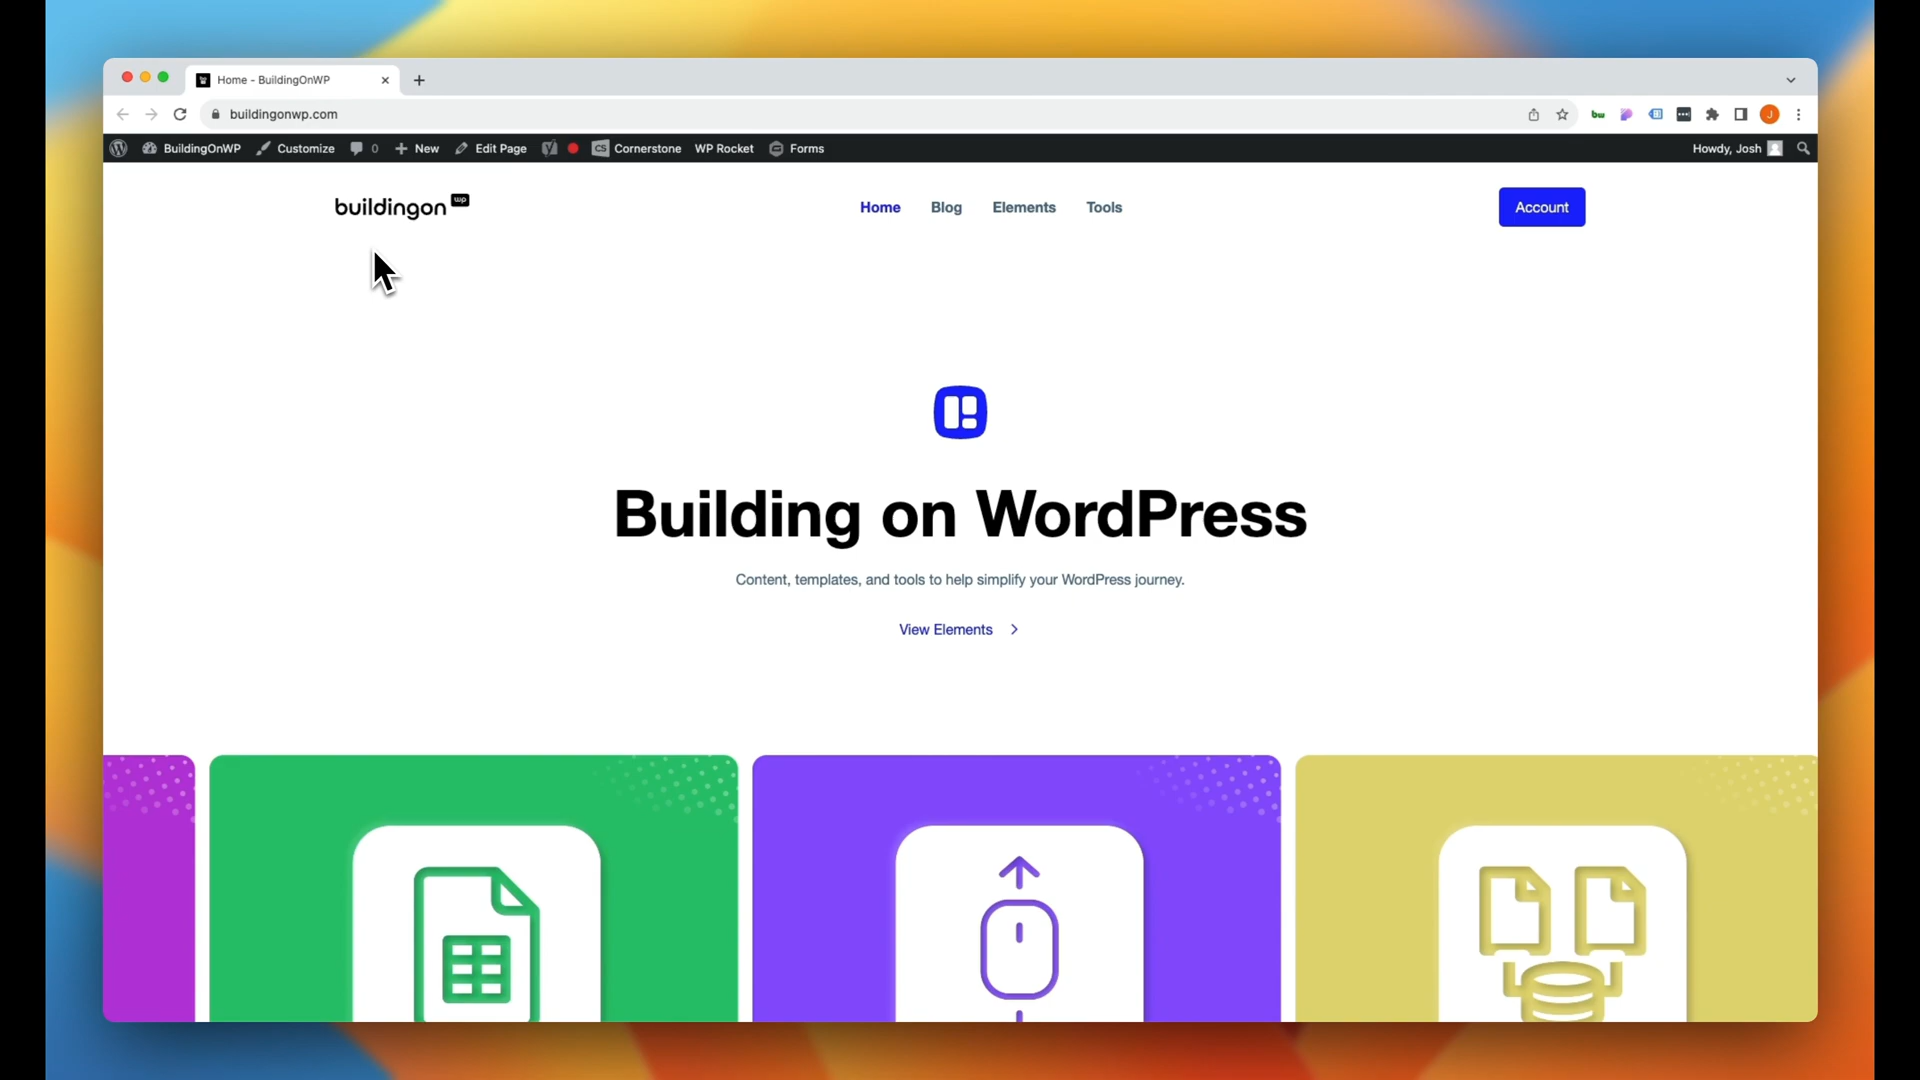 Home - BuildingOnWP
buildingonwp.com
bw
J
BuildingOnWP Customize 0 New Edit Page CS Cornerstone WP Rocket Forms Howdy, Josh
buildingon wp Home Blog Elements Tools Account
Building on WordPress
Content, templates, and tools to help simplify your WordPress journey.
View Elements